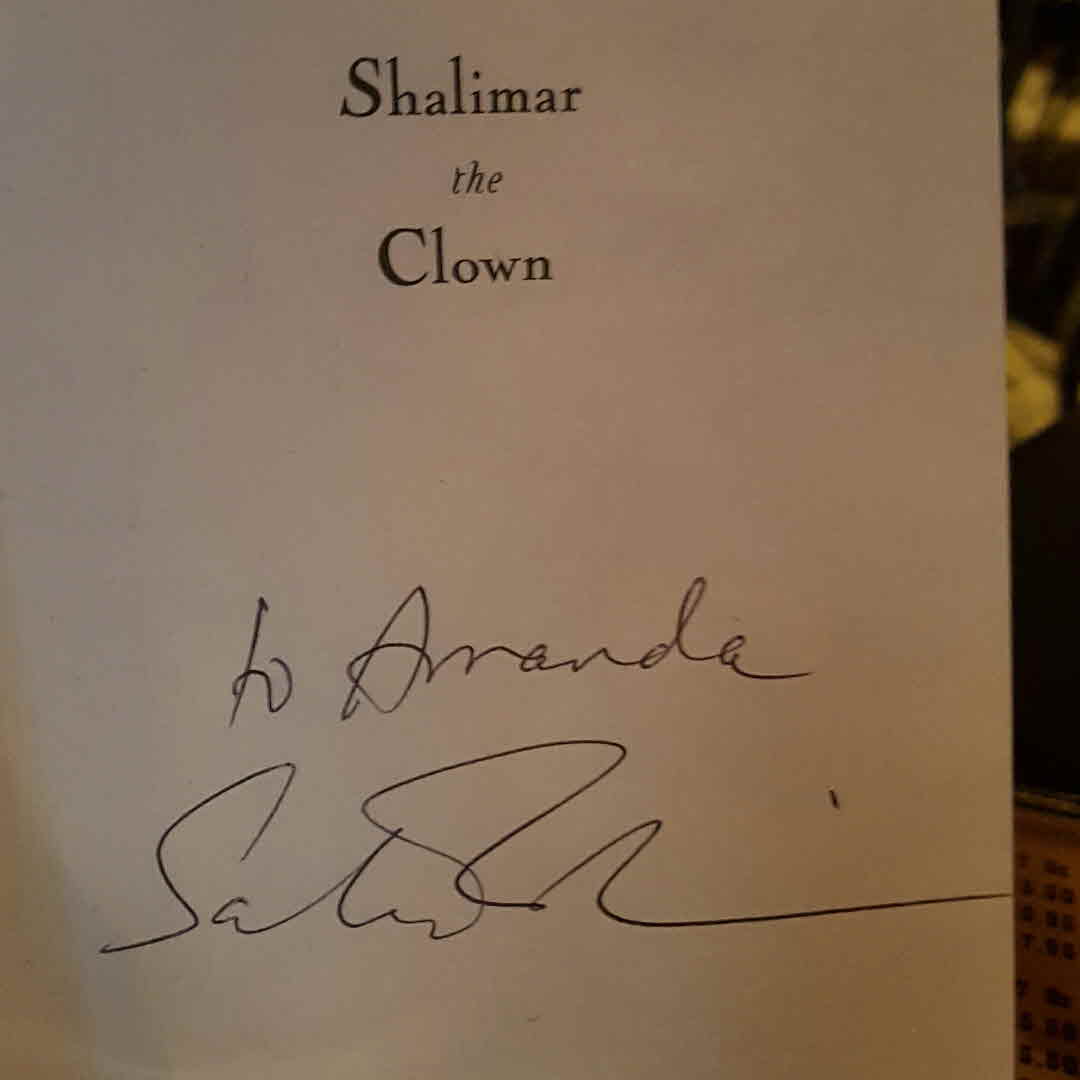 Shalimar
the
Clown
to Amanda